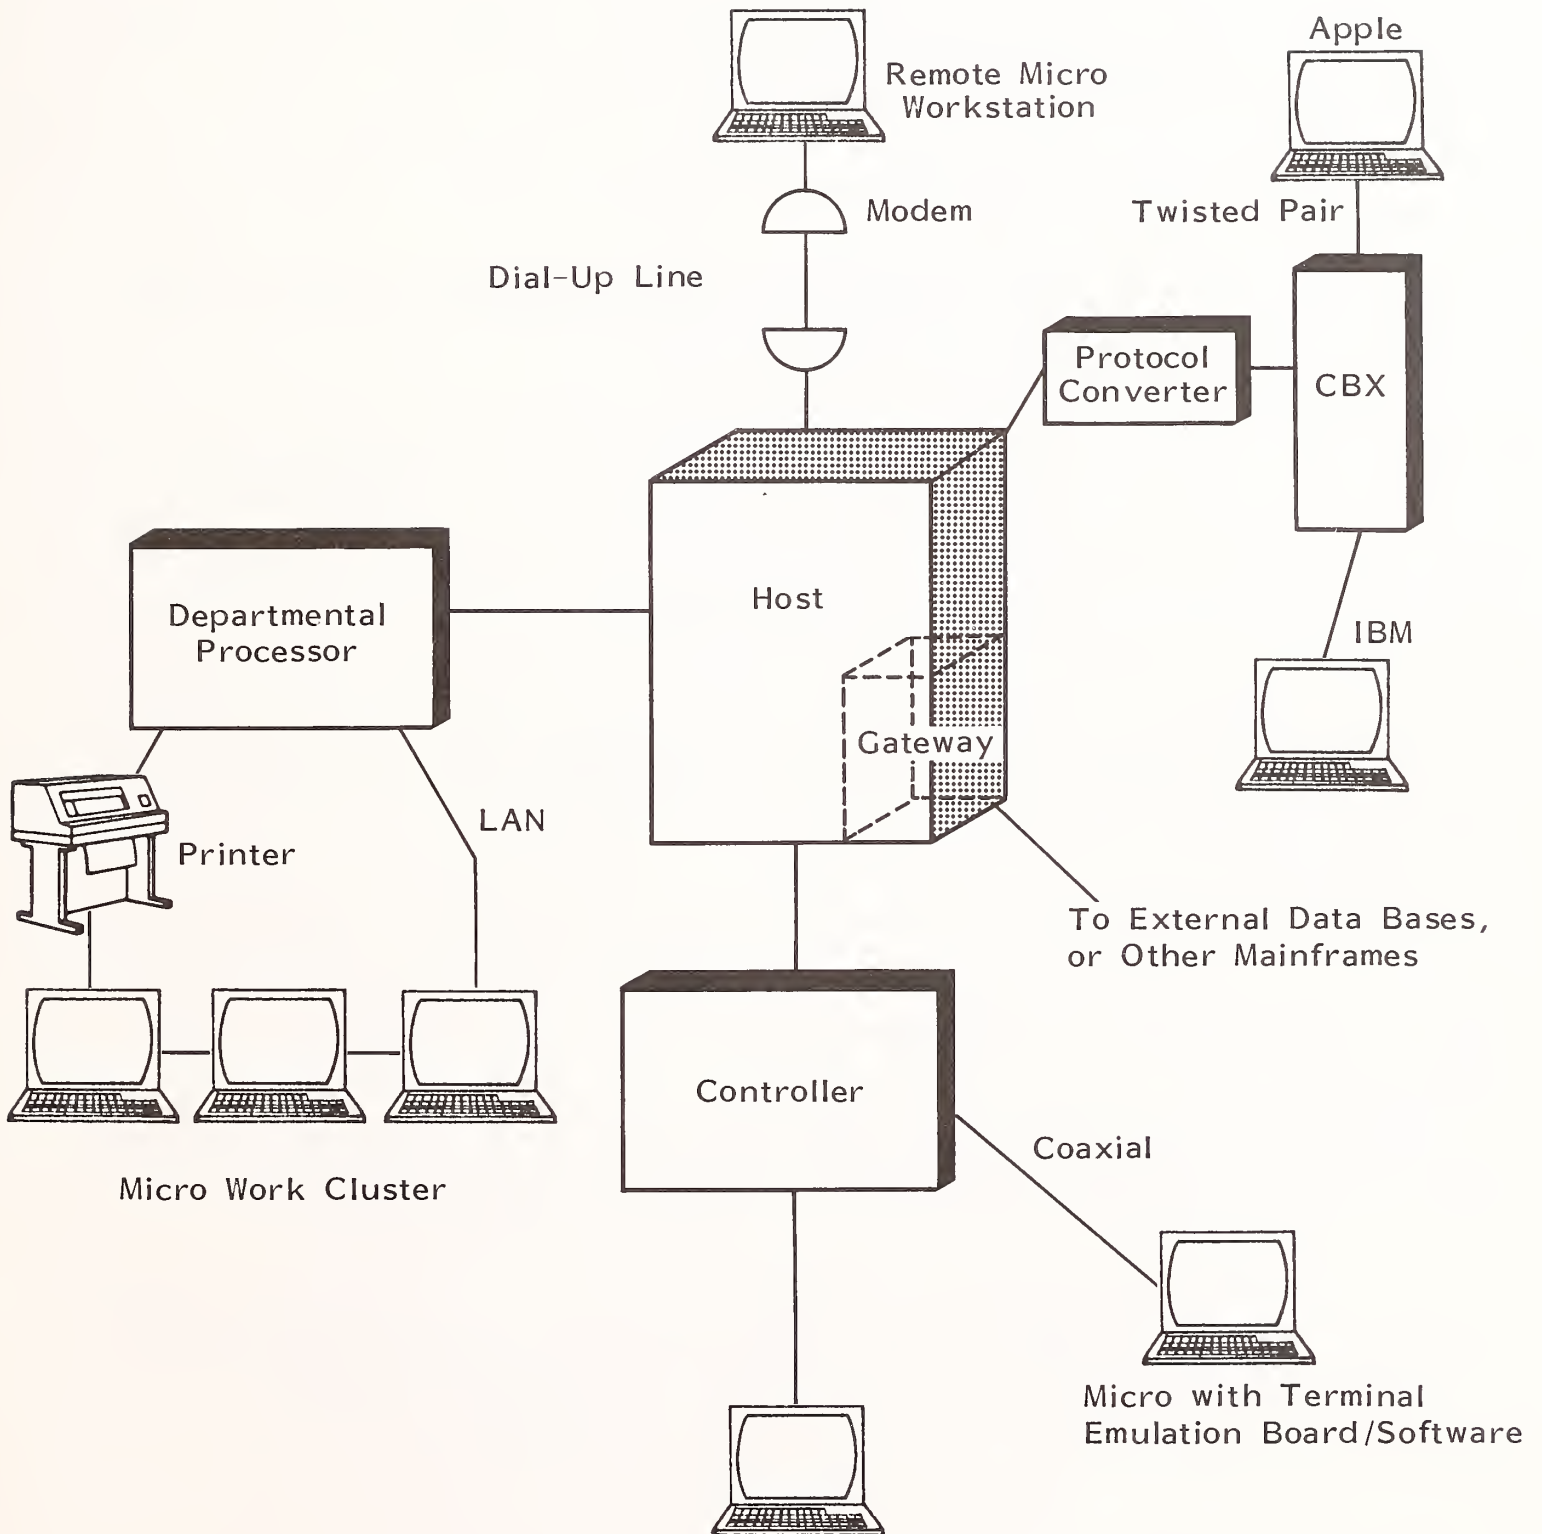 Apple
Remote Micro
Workstation
Modem
Twisted Pair
Dial-Up Line
Protocol
Converter
CBX
Host
Departmental
Processor
IBM
Gateway
LAN
Printer
To External Data Bases,
or Other Mainframes
Controller
Coaxial
Micro Work Cluster
Micro with Terminal
Emulation Board/Software